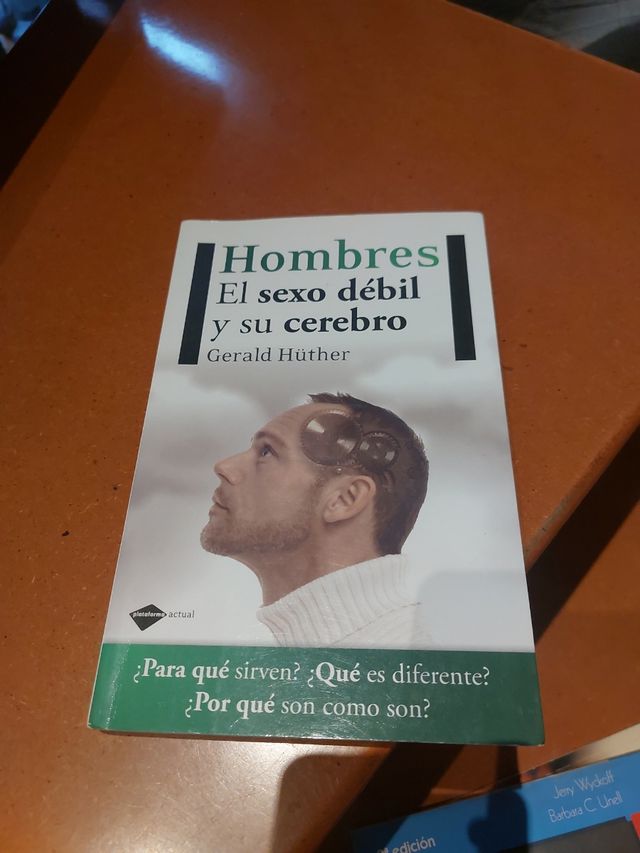 Hombres
El sexo débil
y su cerebro
Gerald Hüther
plataforma actual
¿Para qué sirven? ¿Qué es diferente?
¿Por qué son como son?
Jerry Wyckoff
Barbara C. Unell
edición